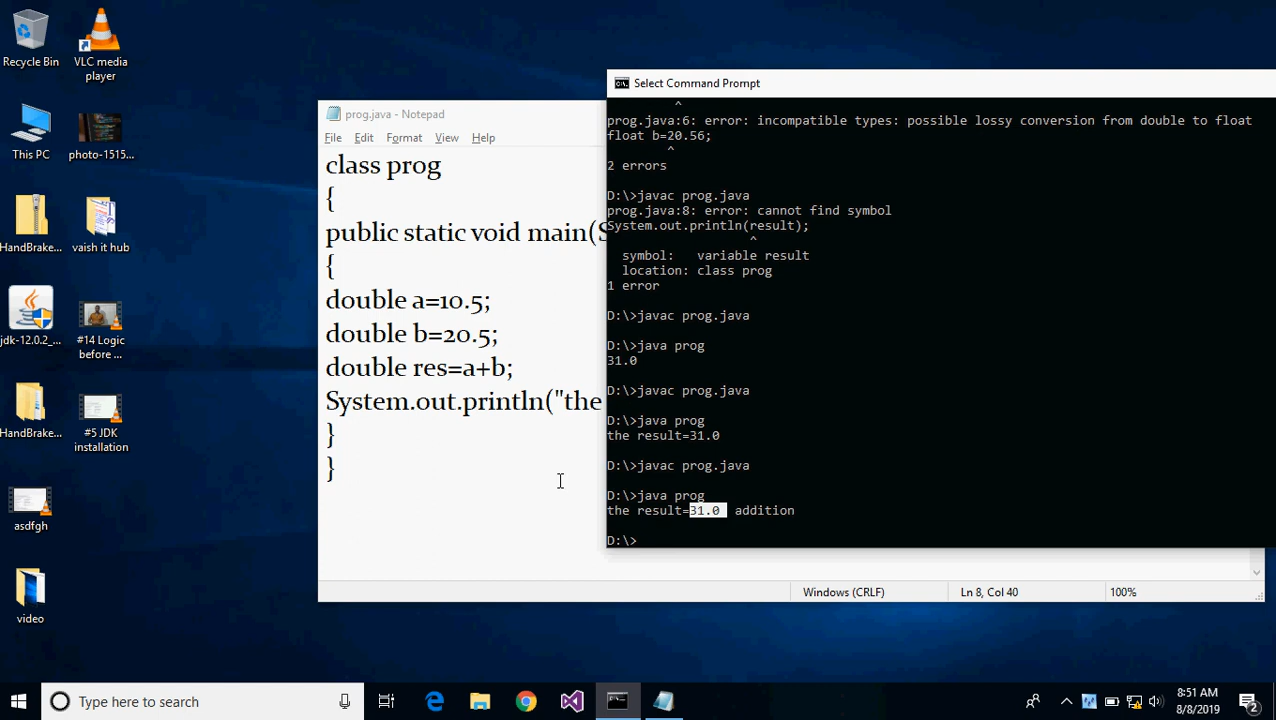 Recycle Bin
VLC media
player
This PC
photo-1515...
HandBrake...
vaish it hub
jdk-12.0.2_...
#14 Logic
before ...
HandBrake...
#5 JDK
installation
asdfgh
video
prog.java - Notepad
File Edit Format View Help
class prog
{
public static void main(S
{
double a=10.5;
double b=20.5;
double res=a+b;
System.out.println("the
}
}
Windows (CRLF) Ln 8, Col 40 100%
Select Command Prompt
^
prog.java:6: error: incompatible types: possible lossy conversion from double to float
float b=20.56;
^
2 errors
D:\>javac prog.java
prog.java:8: error: cannot find symbol
System.out.println(result);
^
symbol: variable result
location: class prog
1 error
D:\>javac prog.java
D:\>java prog
31.0
D:\>javac prog.java
D:\>java prog
the result=31.0
D:\>javac prog.java
D:\>java prog
the result=31.0 addition
D:\>
Type here to search
8:51 AM
8/8/2019
2